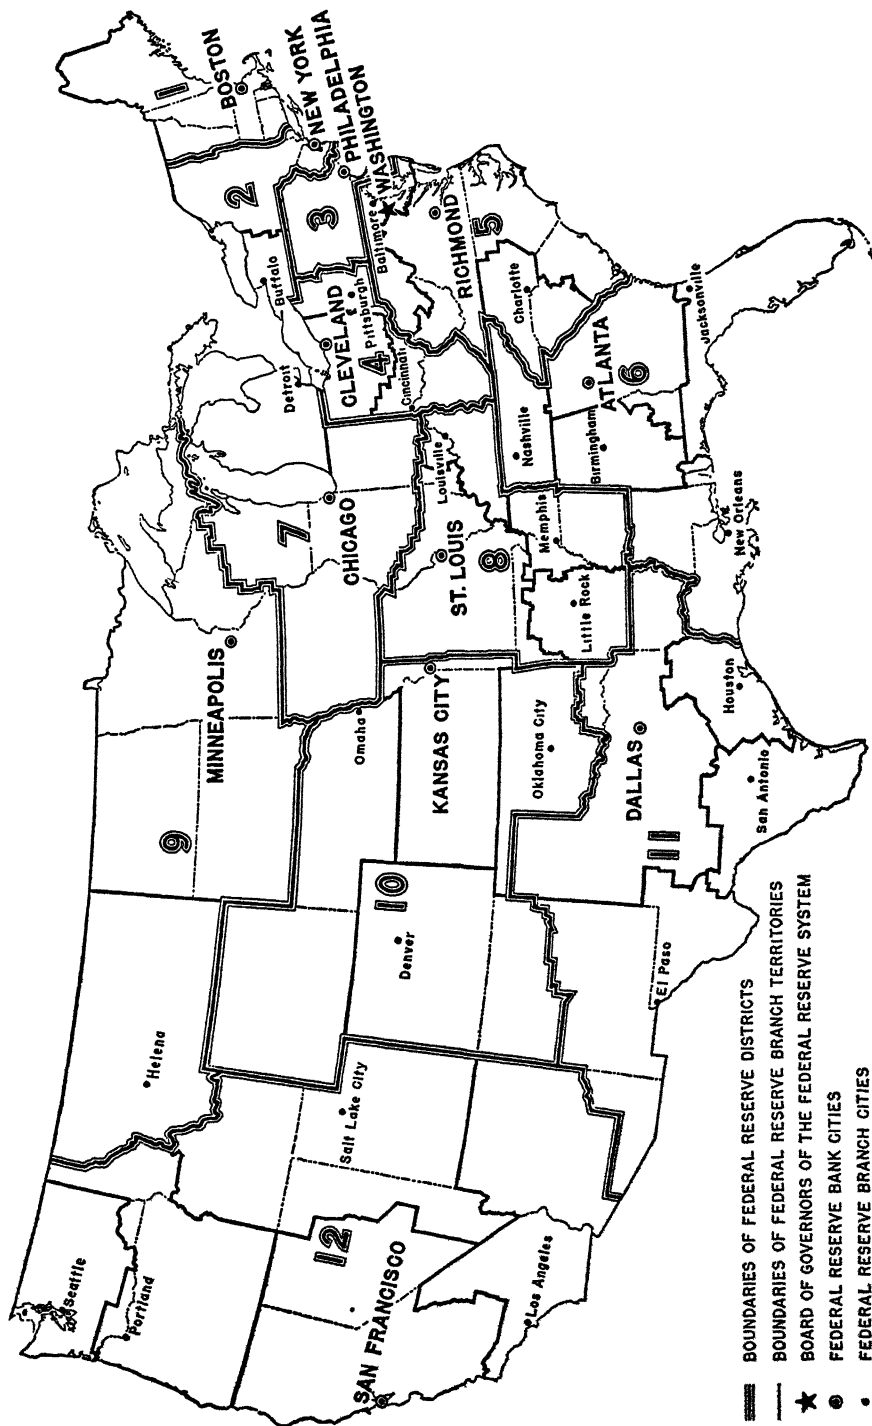 1
BOSTON
2
NEW YORK
PHILADELPHIA
WASHINGTON
3
Baltimore
Buffalo
CLEVELAND
Pittsburgh
4
Cincinnati
RICHMOND
5
Charlotte
Detroit
7
CHICAGO
Louisville
ST. LOUIS
8
Memphis
Little Rock
Nashville
Birmingham
ATLANTA
6
Jacksonville
New Orleans
MINNEAPOLIS
9
Omaha
KANSAS CITY
Oklahoma City
10
Denver
DALLAS
11
Houston
San Antonio
El Paso
Helena
Salt Lake City
Seattle
Portland
12
SAN FRANCISCO
Los Angeles
BOUNDARIES OF FEDERAL RESERVE DISTRICTS
BOUNDARIES OF FEDERAL RESERVE BRANCH TERRITORIES
BOARD OF GOVERNORS OF THE FEDERAL RESERVE SYSTEM
FEDERAL RESERVE BANK CITIES
FEDERAL RESERVE BRANCH CITIES